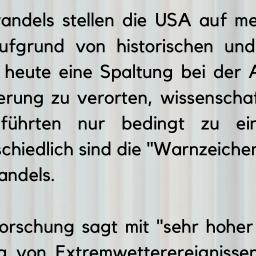 andels stellen die USA auf me
ufgrund von historischen und
heute eine Spaltung bei der A
erung zu verorten, wissenschaf
führten nur bedingt zu ein
schiedlich sind die "Warnzeichen
andels.
orschung sagt mit "sehr hoher
von Extremwetterereignissen